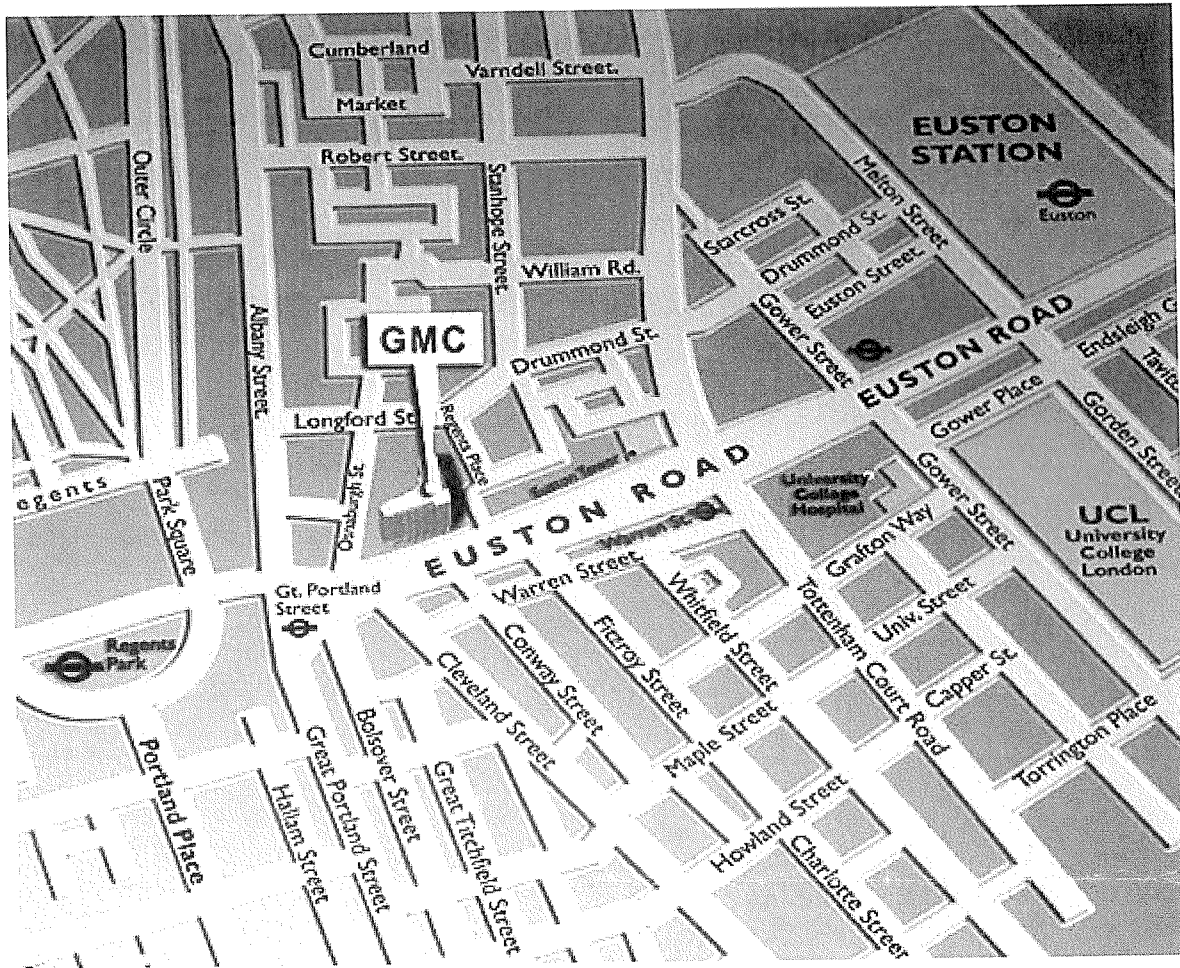 Cumberland
Varndell Street.
Market
Robert Street.
EUSTON
STATION
Euston
Outer Circle
Stanhope Street
Melton Street
Starcross St.
Drummond St.
Euston Street
William Rd.
Albany Street
GMC
Drummond St.
Gower Street
EUSTON ROAD
Endsleigh G
Tavit
Longford St
Regents Place
Gower Place
Gorden Street
egents
Park Square
Osnaburgh St.
Euston Tower
EUSTON ROAD
University
College
Hospital
Gower Street
UCL
University
College
London
Warren St.
Warren Street
Grafton Way
Univ. Street
Gt. Portland
Street
Regents
Park
Cleveland Street
Conway Street
Fitzroy Street
Whitfield Street
Tottenham Court Road
Capper St.
Torrington Place
Maple Street
Howland Street
Charlotte Street
Portland Place
Hallam Street
Great Portland Street
Bolsover Street
Great Titchfield Street